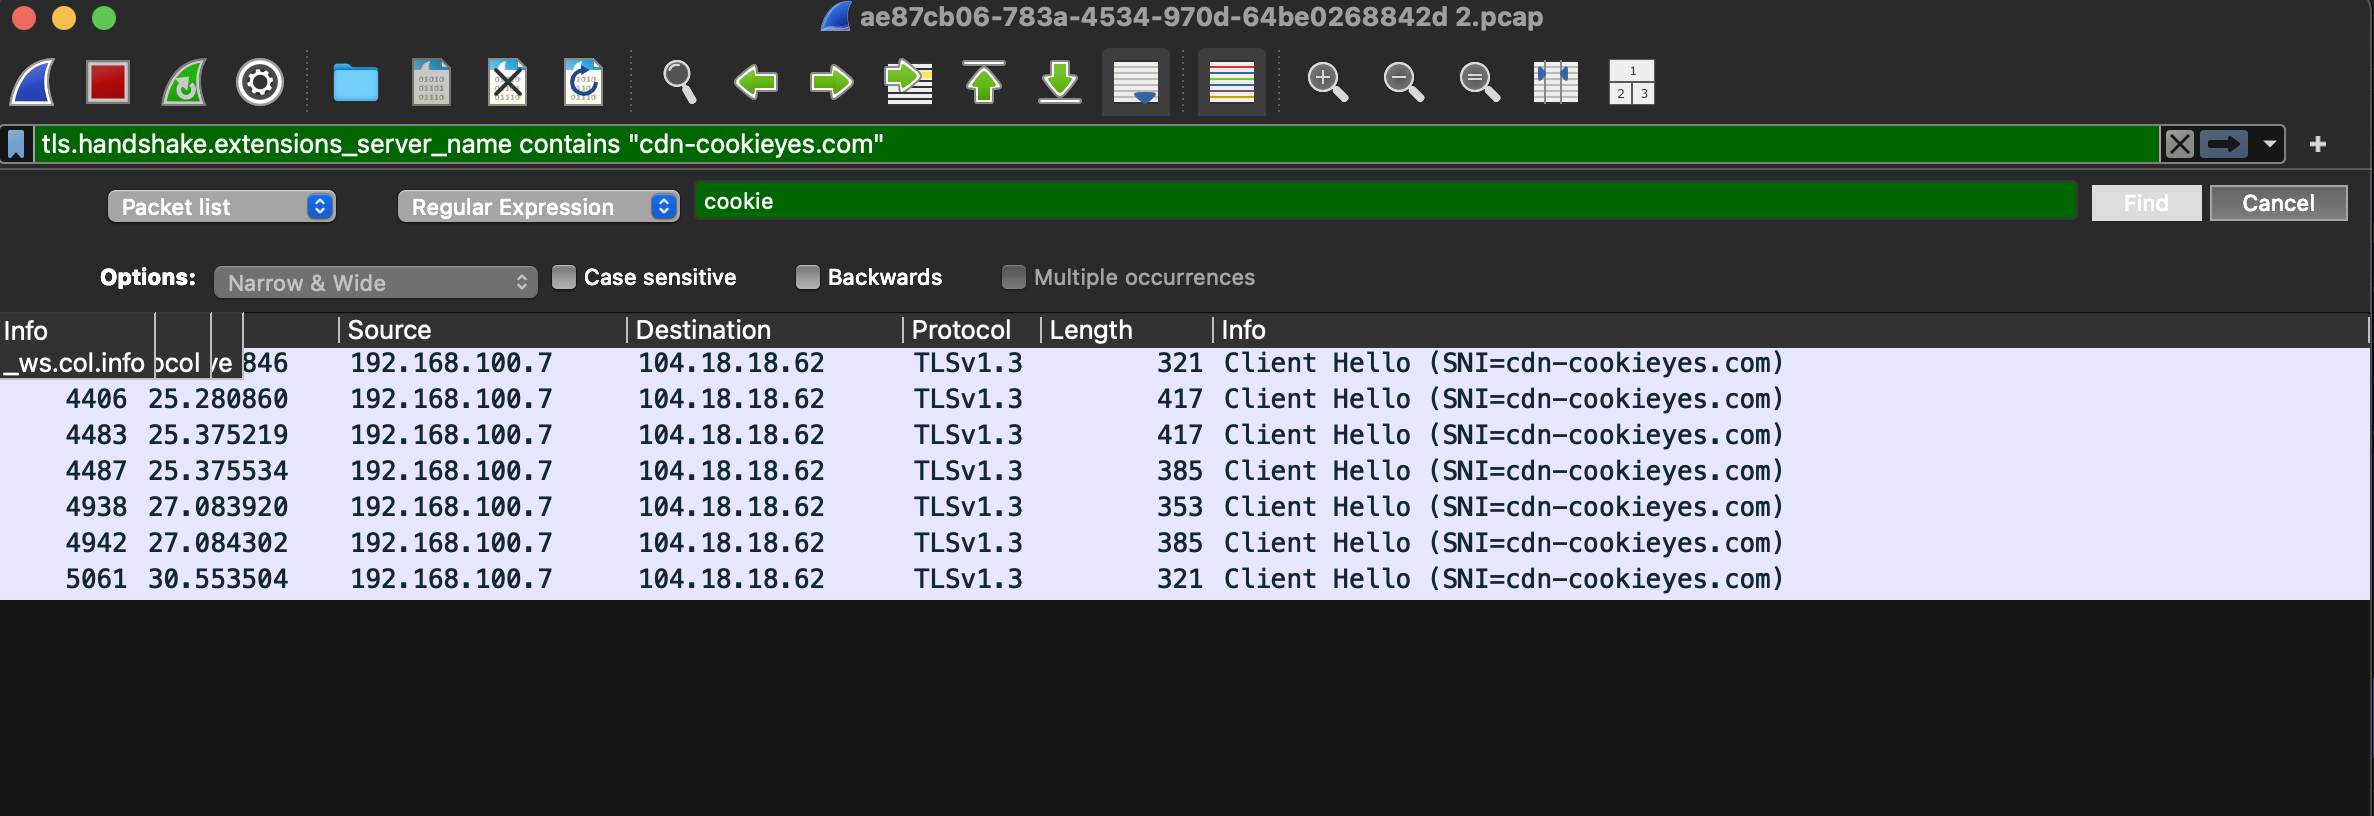 ae87cb06-783a-4534-970d-64be0268842d 2.pcap
tls.handshake.extensions_server_name contains "cdn-cookieyes.com"
Packet list Regular Expression cookie Find Cancel
Options: Narrow & Wide Case sensitive Backwards Multiple occurrences
Info Source Destination Protocol Length Info
_ws.col.info ocol ve 846 192.168.100.7 104.18.18.62 TLSv1.3 321 Client Hello (SNI=cdn-cookieyes.com)
4406 25.280860 192.168.100.7 104.18.18.62 TLSv1.3 417 Client Hello (SNI=cdn-cookieyes.com)
4483 25.375219 192.168.100.7 104.18.18.62 TLSv1.3 417 Client Hello (SNI=cdn-cookieyes.com)
4487 25.375534 192.168.100.7 104.18.18.62 TLSv1.3 385 Client Hello (SNI=cdn-cookieyes.com)
4938 27.083920 192.168.100.7 104.18.18.62 TLSv1.3 353 Client Hello (SNI=cdn-cookieyes.com)
4942 27.084302 192.168.100.7 104.18.18.62 TLSv1.3 385 Client Hello (SNI=cdn-cookieyes.com)
5061 30.553504 192.168.100.7 104.18.18.62 TLSv1.3 321 Client Hello (SNI=cdn-cookieyes.com)